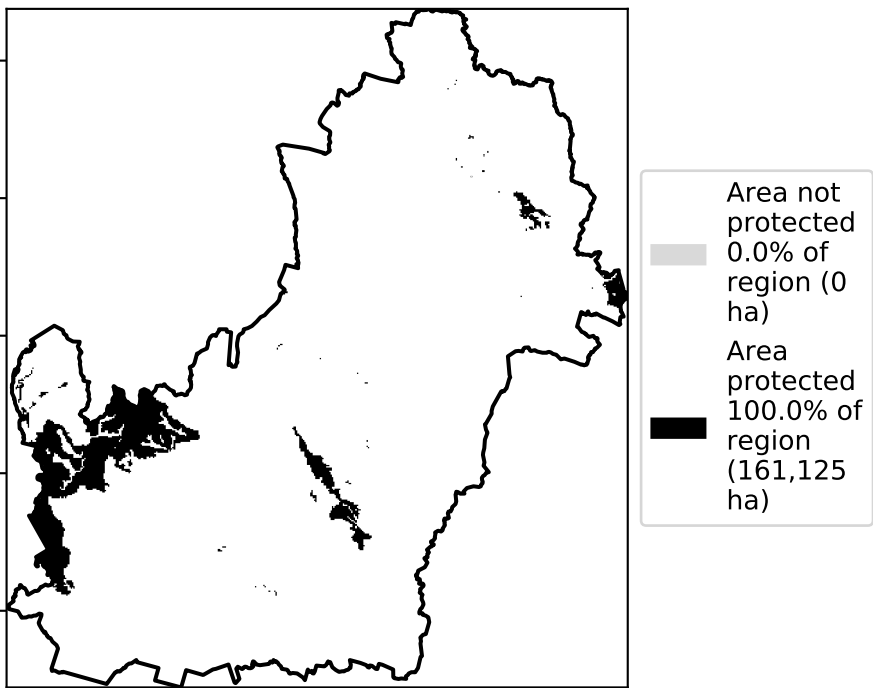 Area not
protected
0.0% of
region (0
ha)
Area
protected
100.0% of
region
(161,125
ha)